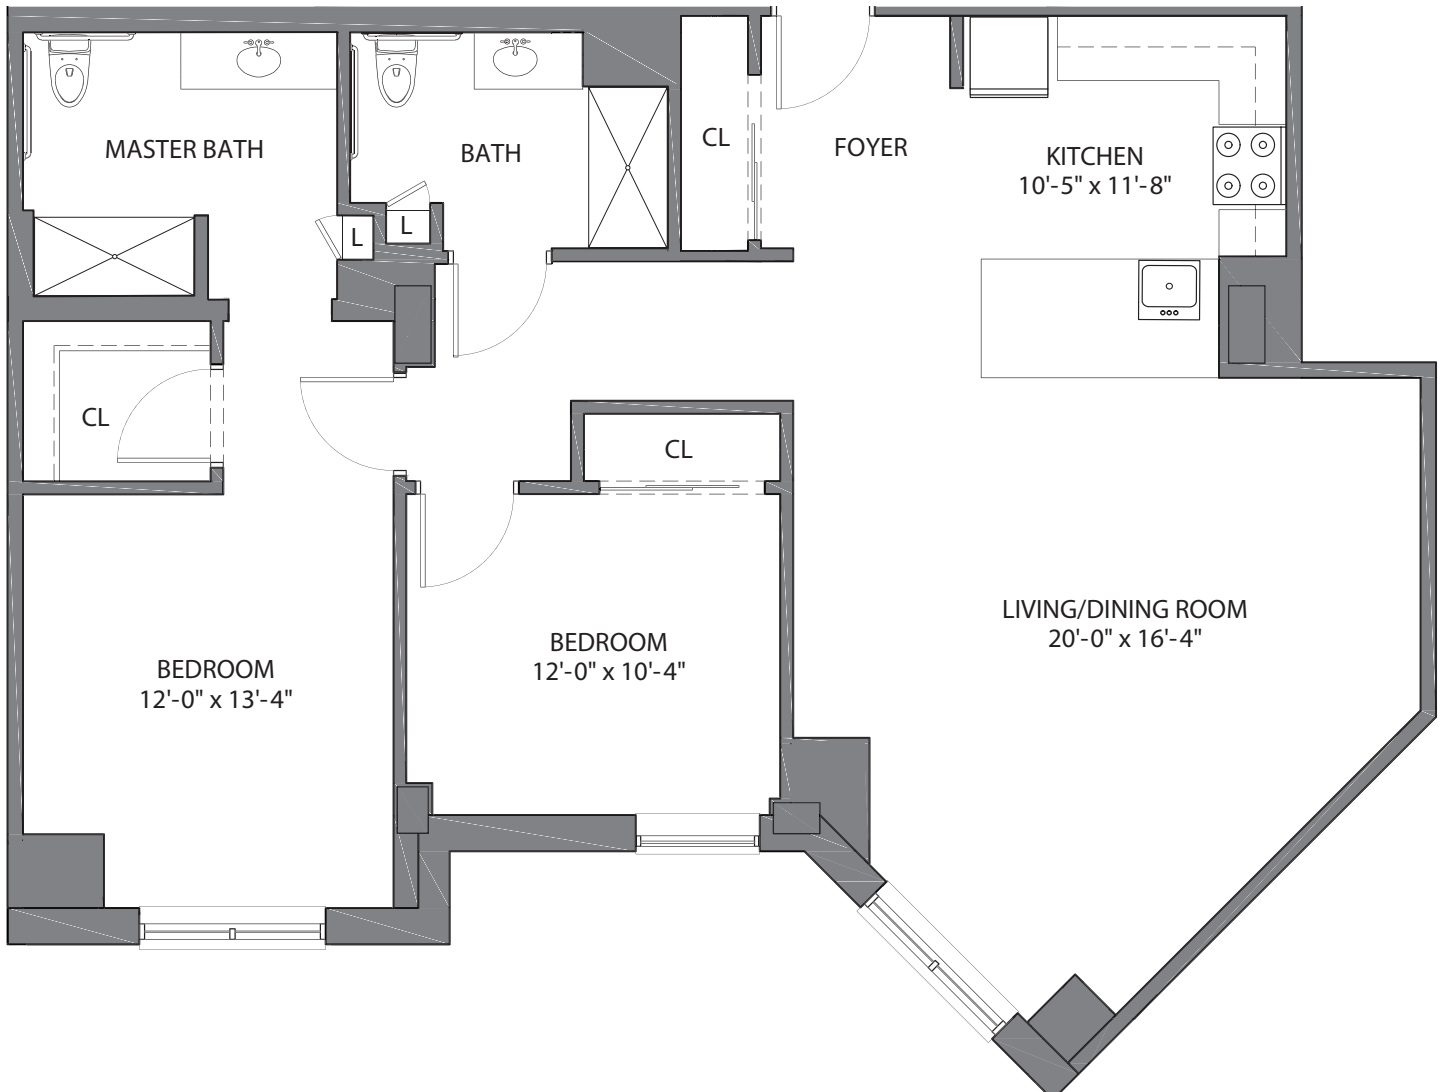 MASTER BATH
BATH
CL
FOYER
KITCHEN
10'-5" x 11'-8"
L
L
CL
CL
LIVING/DINING ROOM
20'-0" x 16'-4"
BEDROOM
12'-0" x 10'-4"
BEDROOM
12'-0" x 13'-4"